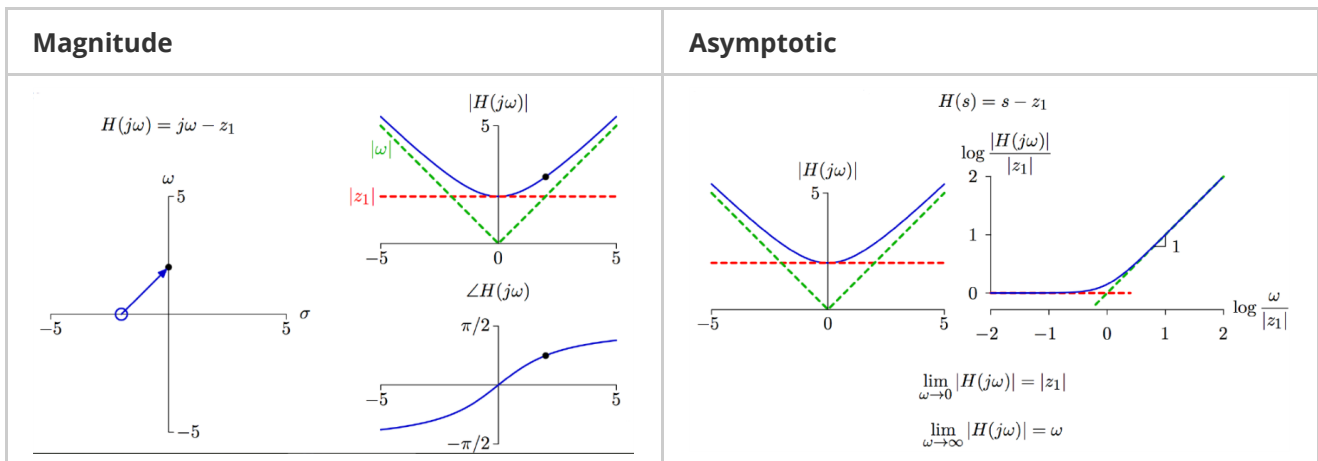 Magnitude
H(jω) = jω − z₁
ω
5
−5
5
σ
−5
|H(jω)|
5
|ω|
|z₁|
−5
0
5
∠H(jω)
π/2
−5
5
−π/2
Asymptotic
H(s) = s − z₁
|H(jω)|
5
−5
0
5
log |H(jω)|/|z₁|
2
1
1
0
log ω/|z₁|
−2
−1
0
1
2
lim ω→0 |H(jω)| = |z₁|
lim ω→∞ |H(jω)| = ω